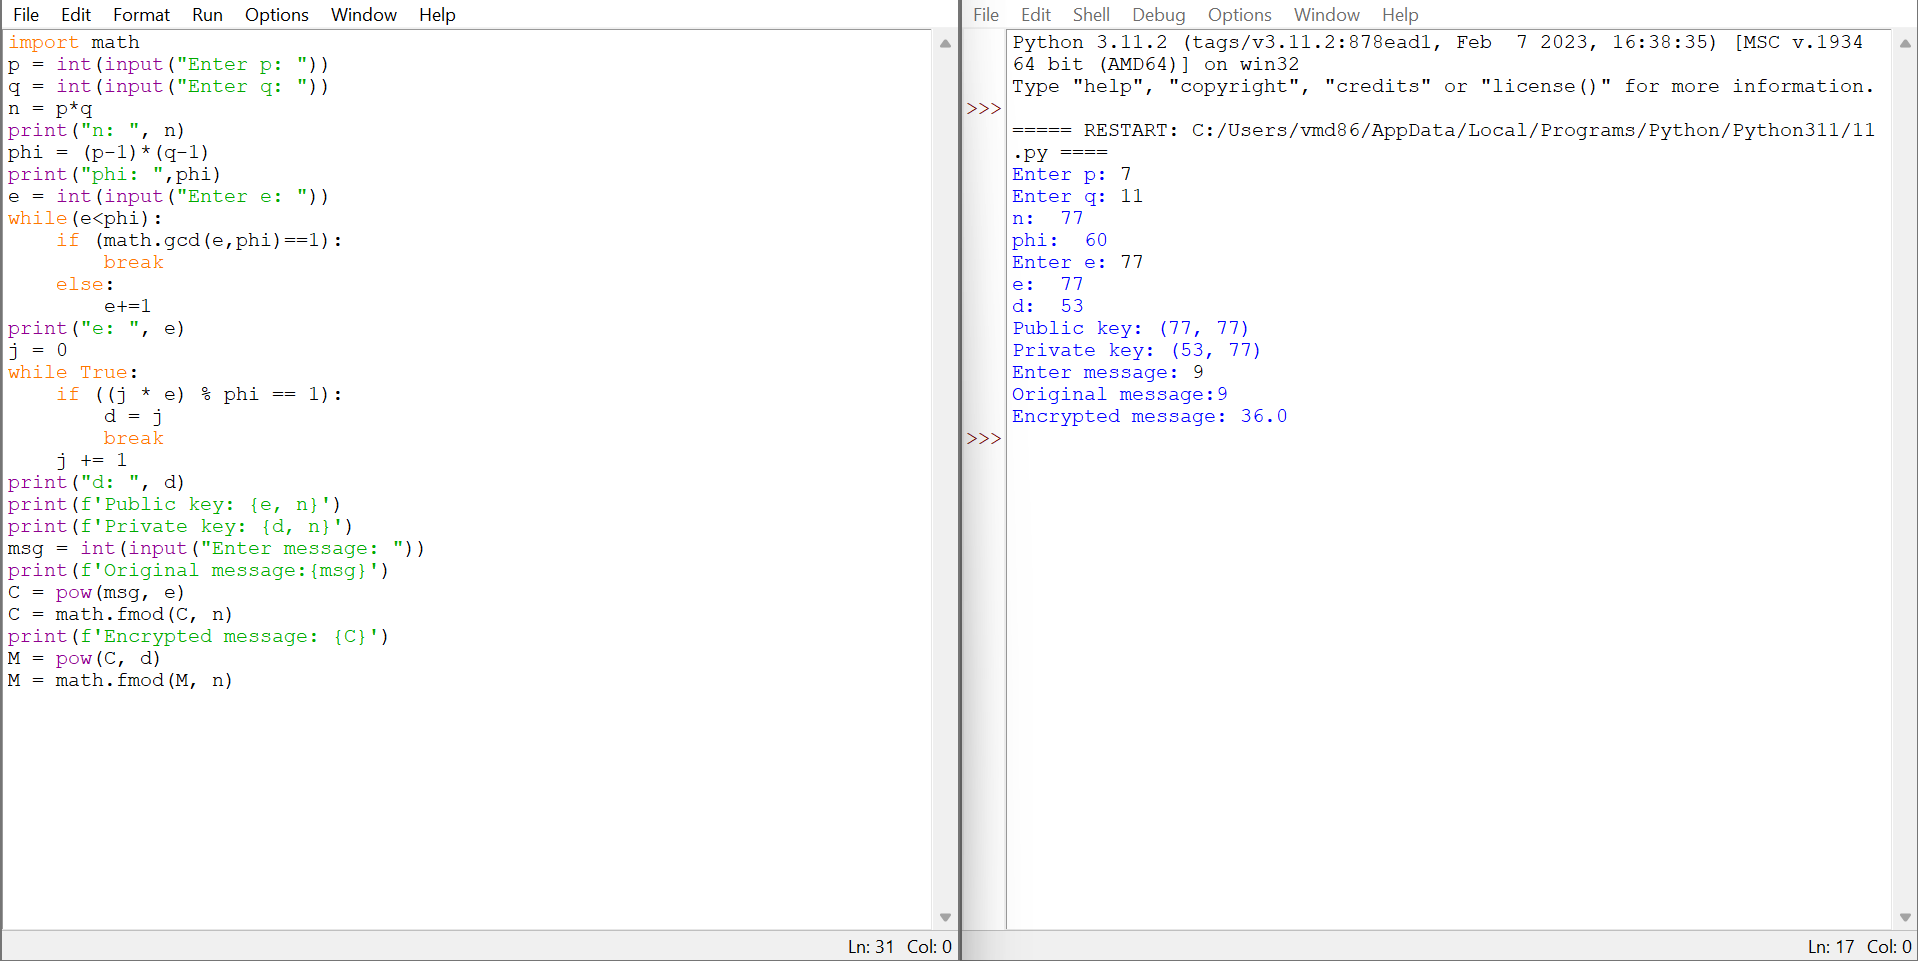 File Edit Format Run Options Window Help
import math
p = int(input("Enter p: "))
q = int(input("Enter q: "))
n = p*q
print("n: ", n)
phi = (p-1)*(q-1)
print("phi: ",phi)
e = int(input("Enter e: "))
while(e<phi):
    if (math.gcd(e,phi)==1):
        break
    else:
        e+=1
print("e: ", e)
j = 0
while True:
    if ((j * e) % phi == 1):
        d = j
        break
    j += 1
print("d: ", d)
print(f'Public key: {e, n}')
print(f'Private key: {d, n}')
msg = int(input("Enter message: "))
print(f'Original message:{msg}')
C = pow(msg, e)
C = math.fmod(C, n)
print(f'Encrypted message: {C}')
M = pow(C, d)
M = math.fmod(M, n)
Ln: 31 Col: 0
File Edit Shell Debug Options Window Help
Python 3.11.2 (tags/v3.11.2:878ead1, Feb  7 2023, 16:38:35) [MSC v.1934
64 bit (AMD64)] on win32
Type "help", "copyright", "credits" or "license()" for more information.
>>>
===== RESTART: C:/Users/vmd86/AppData/Local/Programs/Python/Python311/11
.py ====
Enter p: 7
Enter q: 11
n:  77
phi:  60
Enter e: 77
e:  77
d:  53
Public key: (77, 77)
Private key: (53, 77)
Enter message: 9
Original message:9
Encrypted message: 36.0
>>>
Ln: 17 Col: 0